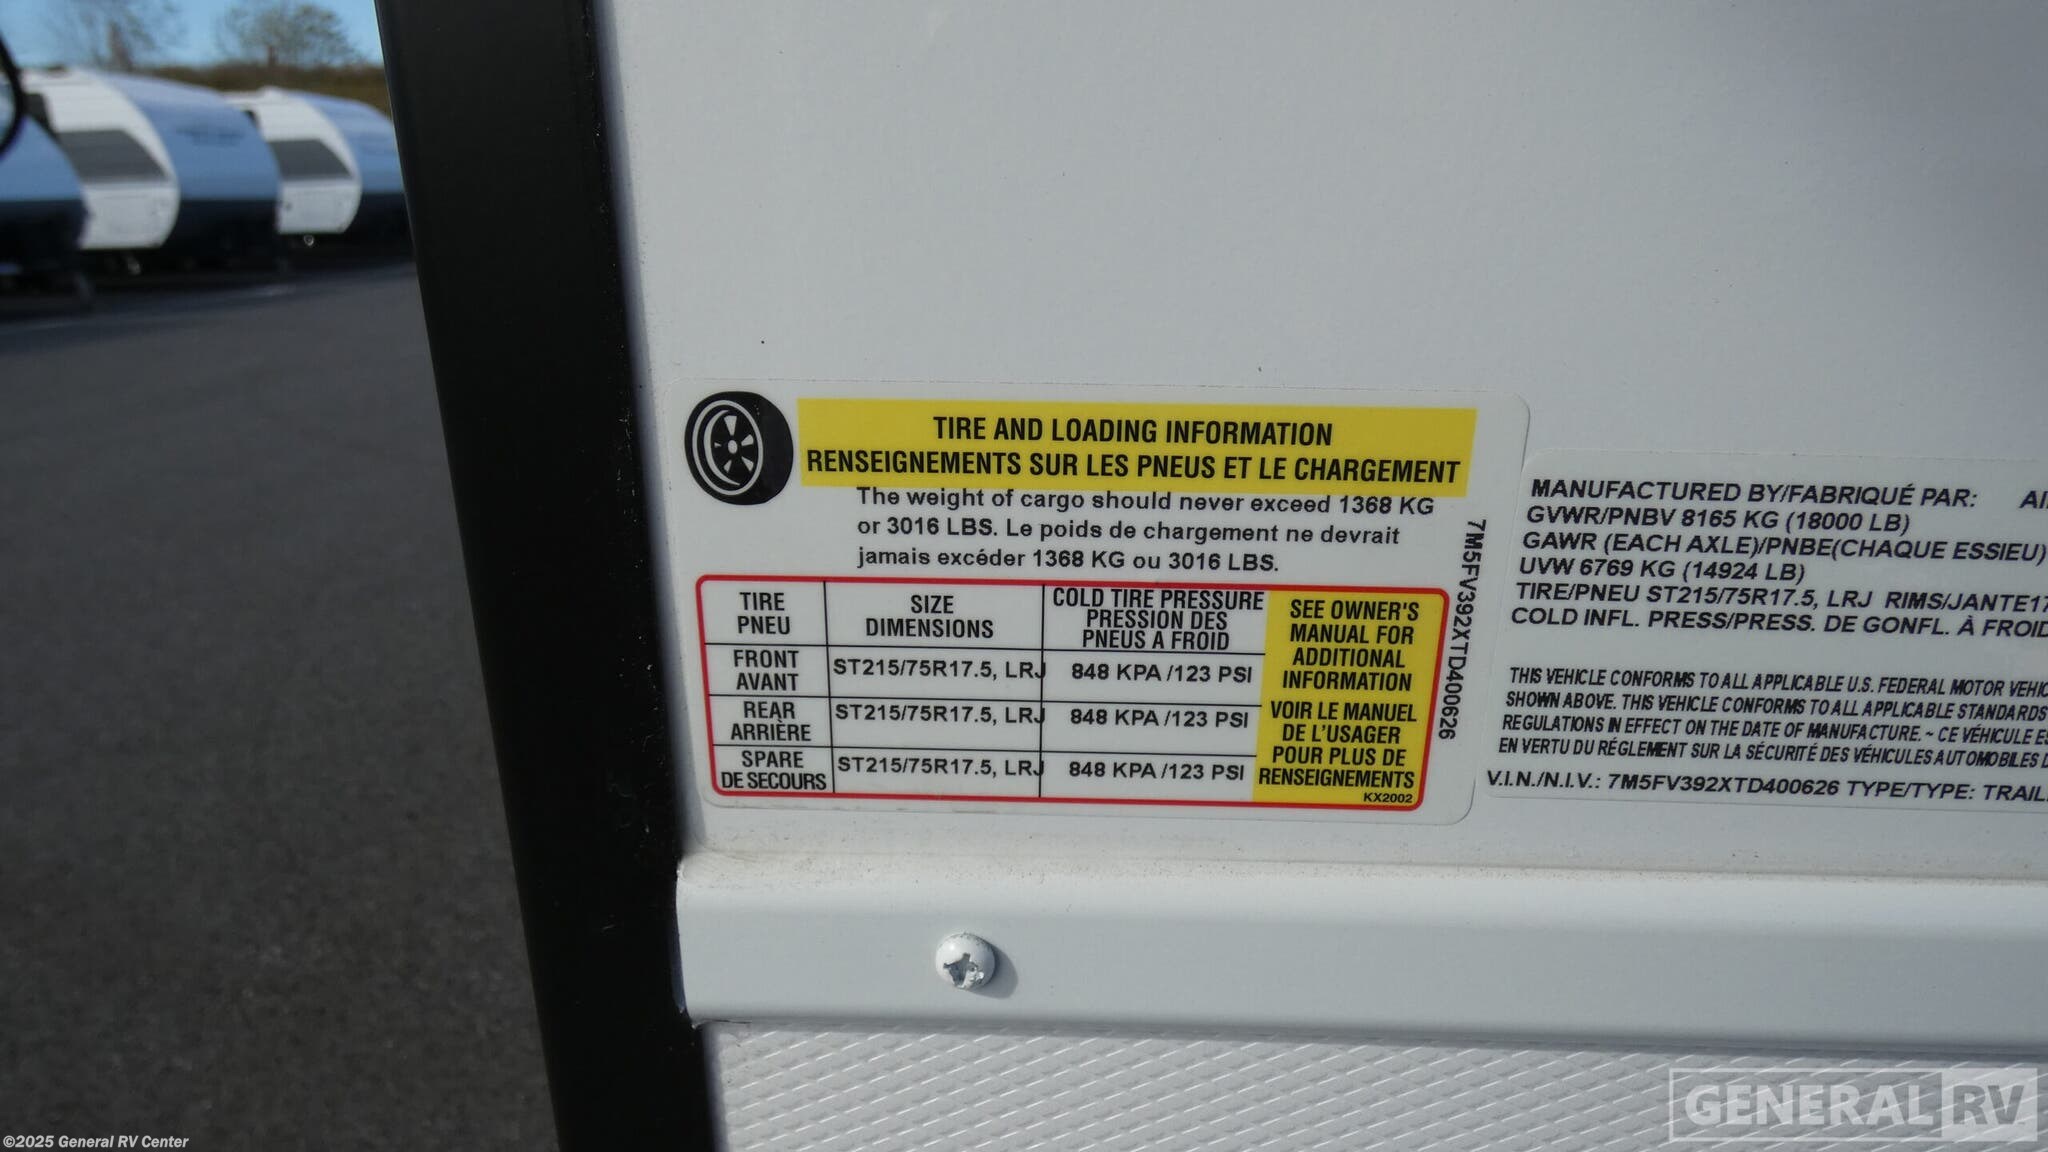 TIRE AND LOADING INFORMATION
RENSEIGNEMENTS SUR LES PNEUS ET LE CHARGEMENT
The weight of cargo should never exceed 1368 KG
or 3016 LBS. Le poids de chargement ne devrait
jamais excéder 1368 KG ou 3016 LBS.
TIRE
PNEU
SIZE
DIMENSIONS
COLD TIRE PRESSURE
PRESSION DES
PNEUS A FROID
FRONT
AVANT
ST215/75R17.5, LRJ
848 KPA /123 PSI
REAR
ARRIÈRE
ST215/75R17.5, LRJ
848 KPA /123 PSI
SPARE
DE SECOURS
ST215/75R17.5, LRJ
848 KPA /123 PSI
SEE OWNER'S
MANUAL FOR
ADDITIONAL
INFORMATION
VOIR LE MANUEL
DE L'USAGER
POUR PLUS DE
RENSEIGNEMENTS
KX2002
7M5FV392XTD400626
MANUFACTURED BY/FABRIQUÉ PAR:
GVWR/PNBV 8165 KG (18000 LB)
GAWR (EACH AXLE)/PNBE(CHAQUE ESSIEU)
UVW 6769 KG (14924 LB)
TIRE/PNEU ST215/75R17.5, LRJ RIMS/JANTE17
COLD INFL. PRESS/PRESS. DE GONFL. À FROID
THIS VEHICLE CONFORMS TO ALL APPLICABLE U.S. FEDERAL MOTOR VEHIC
SHOWN ABOVE. THIS VEHICLE CONFORMS TO ALL APPLICABLE STANDARDS
REGULATIONS IN EFFECT ON THE DATE OF MANUFACTURE. ~ CE VÉHICULE ES
EN VERTU DU RÉGLEMENT SUR LA SÉCURITÉ DES VÉHICULES AUTOMOBILES
V.I.N./N.I.V.: 7M5FV392XTD400626 TYPE/TYPE: TRAIL
GENERAL RV
©2025 General RV Center